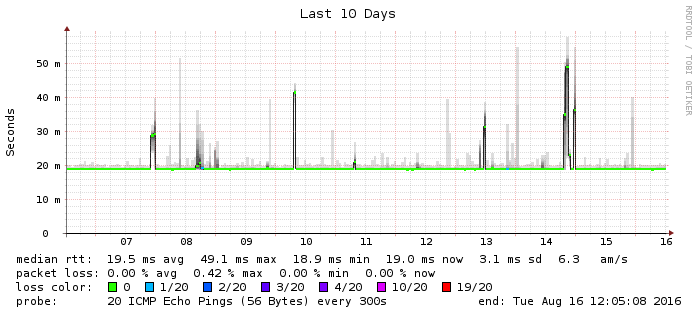 Last 10 Days
RRDTOOL / TOBI OETIKER
Seconds
50 m
40 m
30 m
20 m
10 m
0
07 08 09 10 11 12 13 14 15 16
median rtt: 19.5 ms avg 49.1 ms max 18.9 ms min 19.0 ms now 3.1 ms sd 6.3 am/s
packet loss: 0.00 % avg 0.42 % max 0.00 % min 0.00 % now
loss color: 0 1/20 2/20 3/20 4/20 10/20 19/20
probe: 20 ICMP Echo Pings (56 Bytes) every 300s end: Tue Aug 16 12:05:08 2016